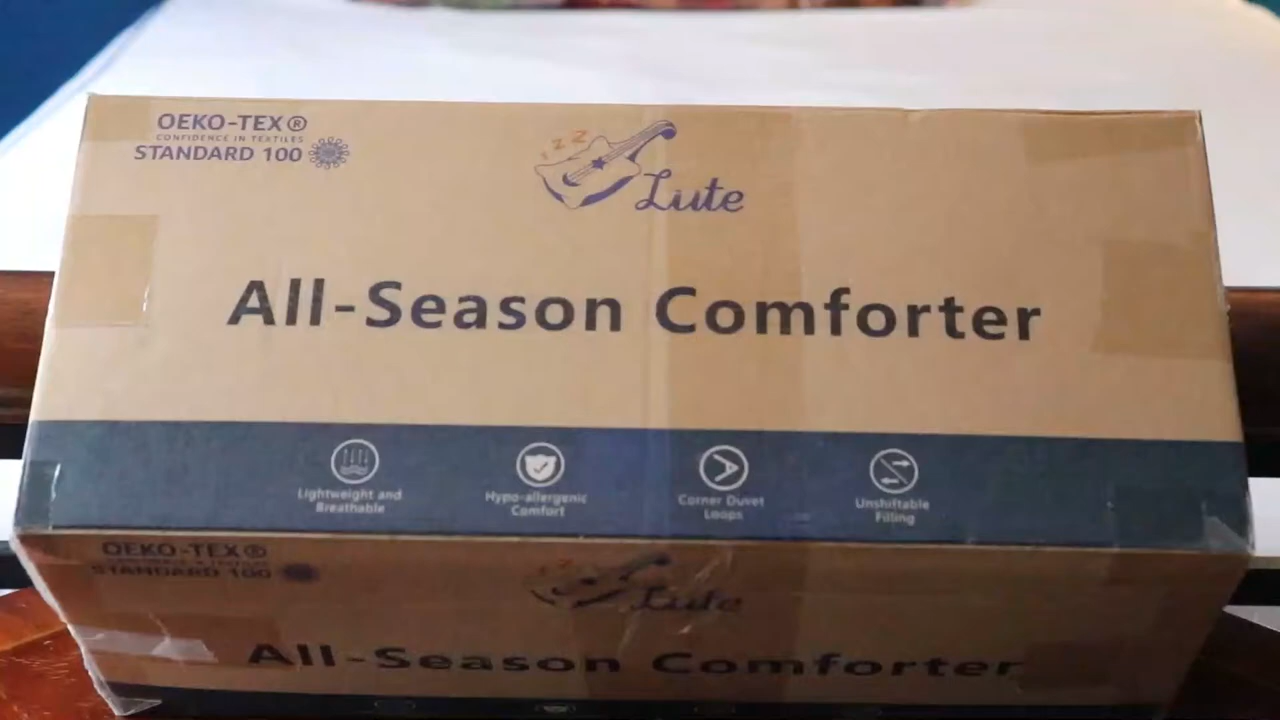 OEKO-TEX®
CONFIDENCE IN TEXTILES
STANDARD 100
z z z
Lute
All-Season Comforter
Lightweight and
Breathable
Hypo-allergenic
Comfort
Corner Duvet
Loops
Unshiftable
Filling
OEKO-TEX®
STANDARD 100
Lute
All-Season Comforter